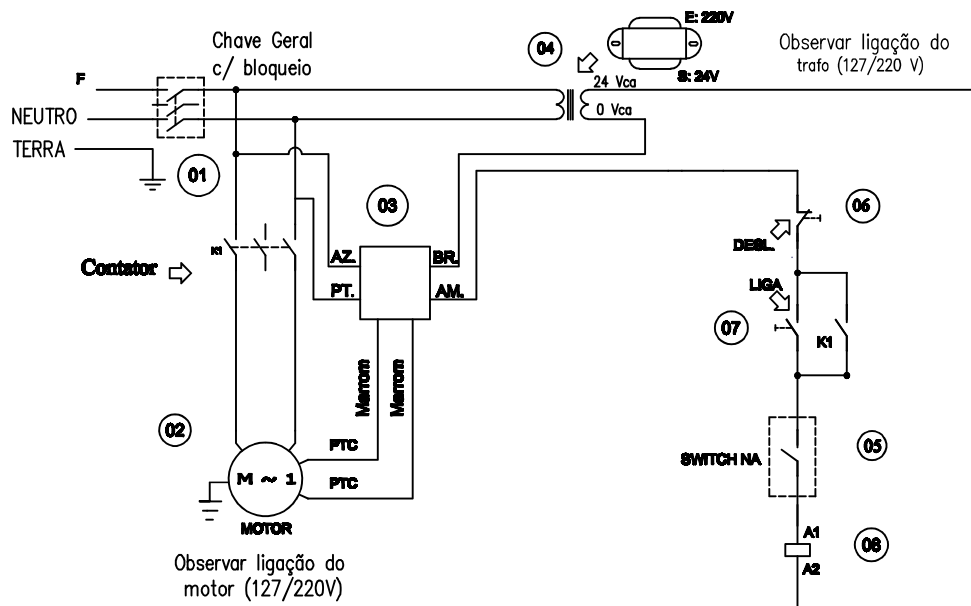 Chave Geral
c/ bloqueio
04
E: 220V
S: 24V
Observar ligação do
trafo (127/220 V)
F
24 Vca
0 Vca
NEUTRO
TERRA
01
03
06
K1
AZ.
BR.
DESL.
Contator
PT.
AM.
LIGA
07
K1
Marrom
Marrom
02
PTC
05
SWITCH NA
M ~ 1
PTC
MOTOR
A1
08
A2
Observar ligação do
motor (127/220V)